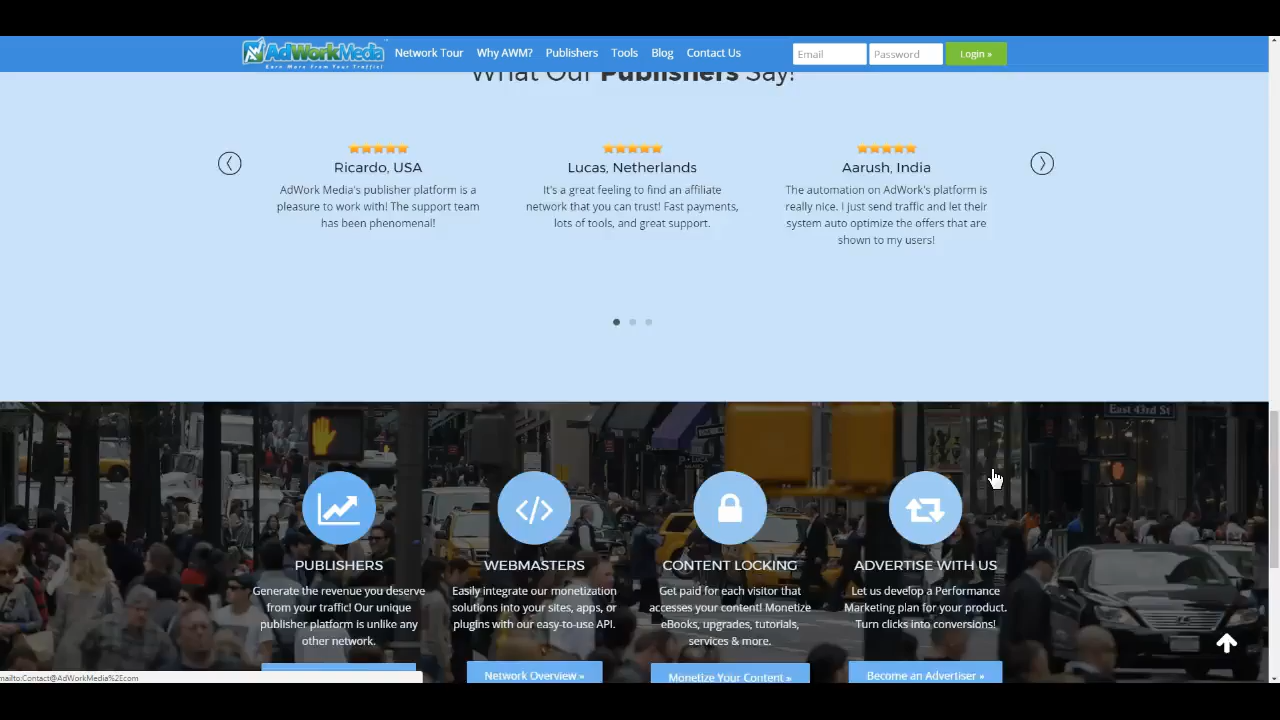 AdWorkMedia
Earn More From Your Traffic!
Network Tour Why AWM? Publishers Tools Blog Contact Us
Email Password Login »
What Our Publishers Say!
Ricardo, USA
AdWork Media's publisher platform is a
pleasure to work with! The support team
has been phenomenal!
Lucas, Netherlands
It's a great feeling to find an affiliate
network that you can trust! Fast payments,
lots of tools, and great support.
Aarush, India
The automation on AdWork's platform is
really nice. I just send traffic and let their
system auto optimize the offers that are
shown to my users!
East 43rd St
PUBLISHERS
Generate the revenue you deserve
from your traffic! Our unique
publisher platform is unlike any
other network.
WEBMASTERS
Easily integrate our monetization
solutions into your sites, apps, or
plugins with our easy-to-use API.
Network Overview »
CONTENT LOCKING
Get paid for each visitor that
accesses your content! Monetize
eBooks, upgrades, tutorials,
services & more.
Monetize Your Content »
ADVERTISE WITH US
Let us develop a Performance
Marketing plan for your product.
Turn clicks into conversions!
Become an Advertiser »
mailto:Contact@AdWorkMedia%2Ecom